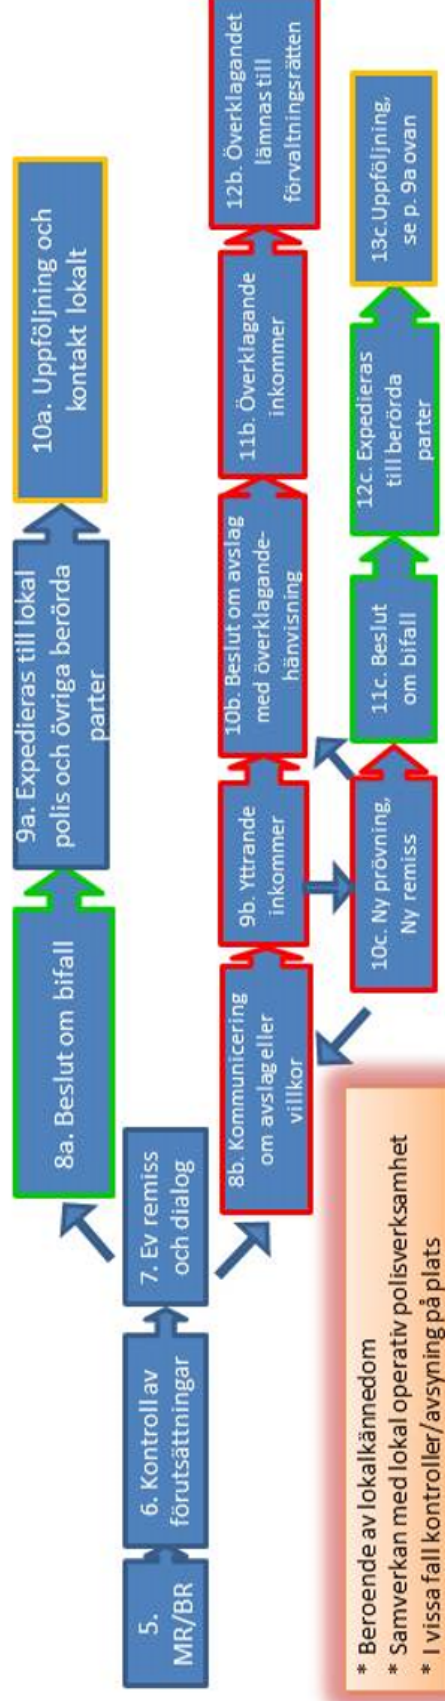 5.
MR/BR
6. Kontroll av
förutsättningar
7. Ev remiss
och dialog
8a. Beslut om bifall
9a. Expedieras till lokal
polis och övriga berörda
parter
10a. Uppföljning och
kontakt lokalt
8b. Kommunicering
om avslag eller
villkor
9b. Yttrande
inkommer
10b. Beslut om avslag
med överklagande-
hänvisning
11b. Överklagande
inkommer
12b. Överklagandet
lämnas till
förvaltningsrätten
10c. Ny prövning,
Ny remiss
11c. Beslut
om bifall
12c. Expedieras
till berörda
parter
13c.Uppföljning,
se p. 9a ovan
* Beroende av lokalkännedom
* Samverkan med lokal operativ polisverksamhet
* I vissa fall kontroller/avsyning på plats